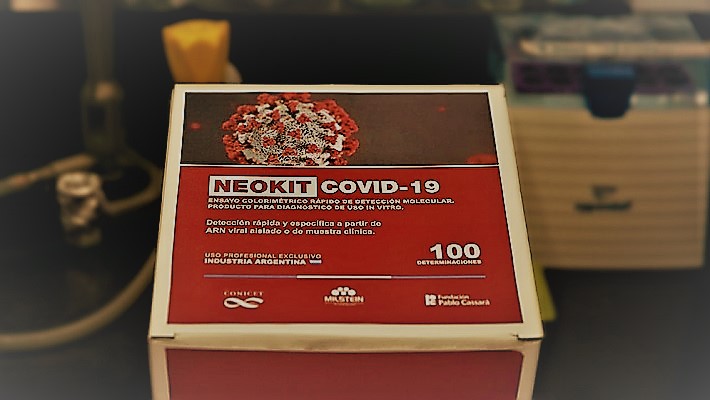 NEOKIT COVID-19
ENSAYO COLORIMÉTRICO RÁPIDO DE DETECCIÓN MOLECULAR.
PRODUCTO PARA DIAGNOSTICO DE USO IN VITRO.
Detección rápida y específica a partir de
ARN viral aislado o de muestra clínica.
USO PROFESIONAL EXCLUSIVO
INDUSTRIA ARGENTINA
100
DETERMINACIONES
CONICET
MILSTEIN
Fundación
Pablo Cassará